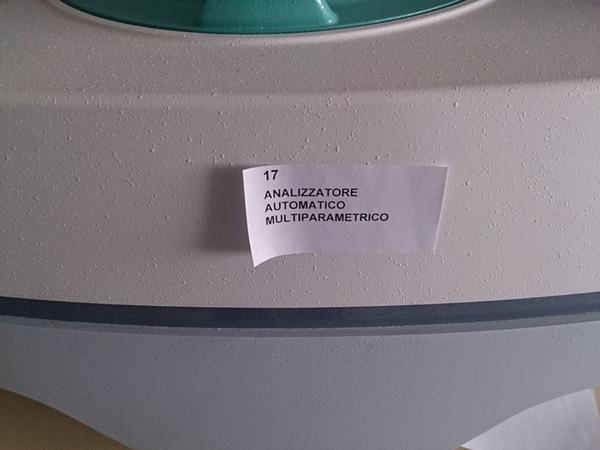 17
ANALIZZATORE
AUTOMATICO
MULTIPARAMETRICO